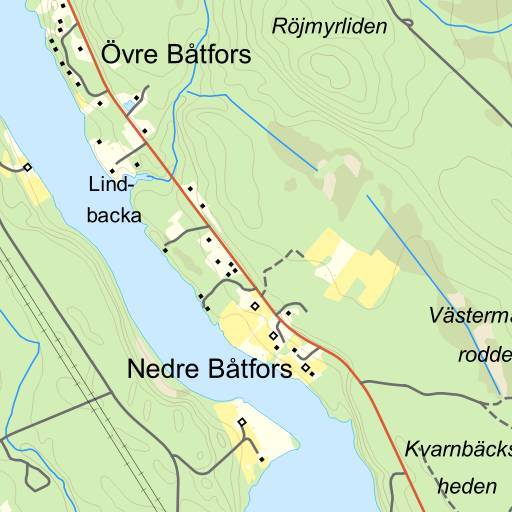 Röjmyrliden
Övre Båtfors
Lind-
backa
Västerma
rodde
Nedre Båtfors
Kvarnbäcks
heden